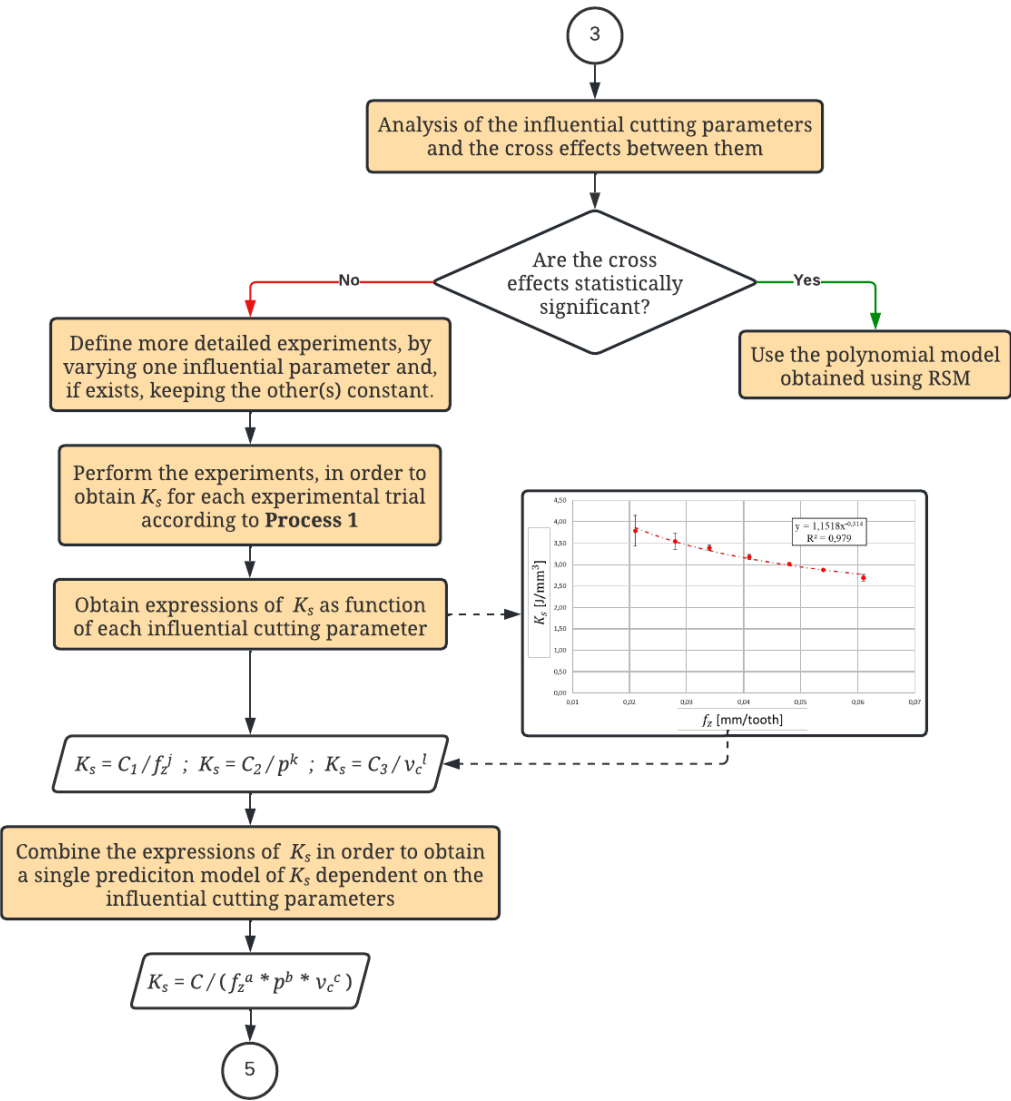 3
Analysis of the influential cutting parameters
and the cross effects between them
Are the cross
effects statistically
significant?
No
Yes
Define more detailed experiments, by
varying one influential parameter and,
if exists, keeping the other(s) constant.
Use the polynomial model
obtained using RSM
Perform the experiments, in order to
obtain Kₛ for each experimental trial
according to Process 1
Obtain expressions of Kₛ as function
of each influential cutting parameter
4,50
4,00
3,50
3,00
2,50
2,00
1,50
1,00
0,50
0,00
Kₛ [J/mm³]
y = 1,1518x⁻⁰,³¹⁴
R² = 0,979
0,01 0,02 0,03 0,04 0,05 0,06 0,07
f_z [mm/tooth]
Kₛ = C₁/f_z^j ; Kₛ = C₂/p^k ; Kₛ = C₃/v_c^l
Combine the expressions of Kₛ in order to obtain
a single prediciton model of Kₛ dependent on the
influential cutting parameters
Kₛ = C/(f_z^a * p^b * v_c^c)
5